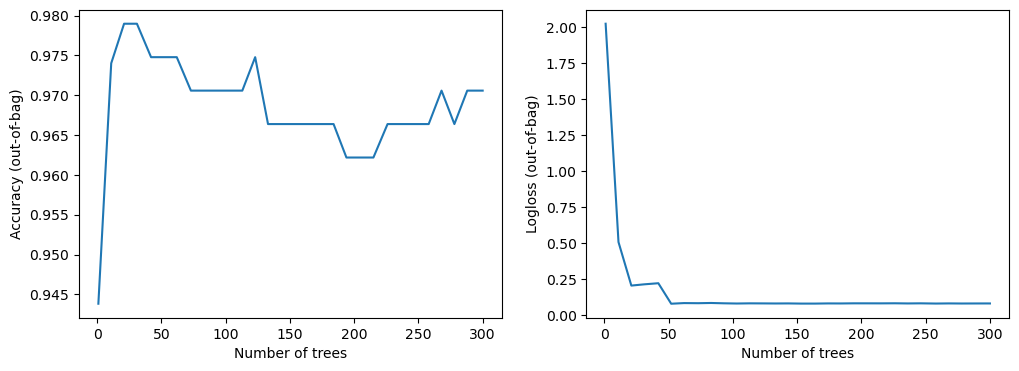 0.980
0.975
0.970
0.965
0.960
0.955
0.950
0.945
Accuracy (out-of-bag)
0 50 100 150 200 250 300
Number of trees
2.00
1.75
1.50
1.25
1.00
0.75
0.50
0.25
0.00
Logloss (out-of-bag)
0 50 100 150 200 250 300
Number of trees